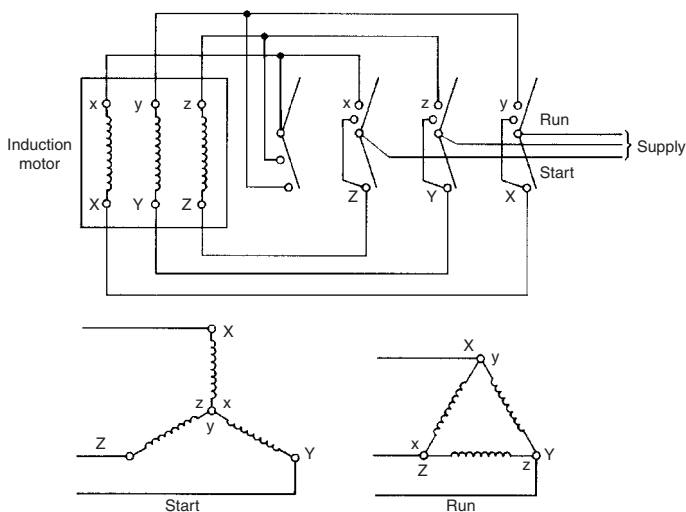 x y z x z y
Run
Induction
motor
Supply
Start
X Y Z Z Y X
X
z x
y
Z
Y
Start
X
y
x
Z
z
Y
Run